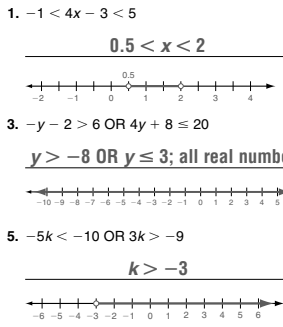 1. −1 < 4x − 3 < 5
0.5 < x < 2
0.5
−2 −1 0 1 2 3 4
3. −y − 2 > 6 OR 4y + 8 ≤ 20
y > −8 OR y ≤ 3; all real numbe
−10 −9 −8 −7 −6 −5 −4 −3 −2 −1 0 1 2 3 4 5
5. −5k < −10 OR 3k > −9
k > −3
−6 −5 −4 −3 −2 −1 0 1 2 3 4 5 6